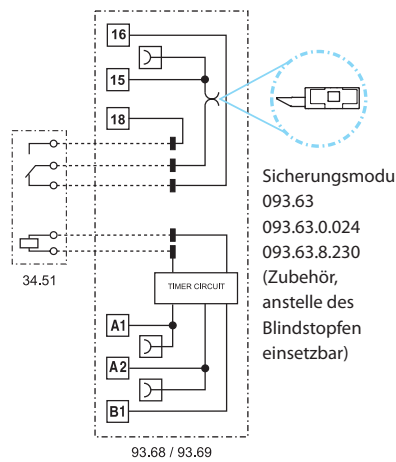 16
15
18
34.51
TIMER CIRCUIT
A1
A2
B1
93.68 / 93.69
Sicherungsmodu
093.63
093.63.0.024
093.63.8.230
(Zubehör,
anstelle des
Blindstopfen
einsetzbar)